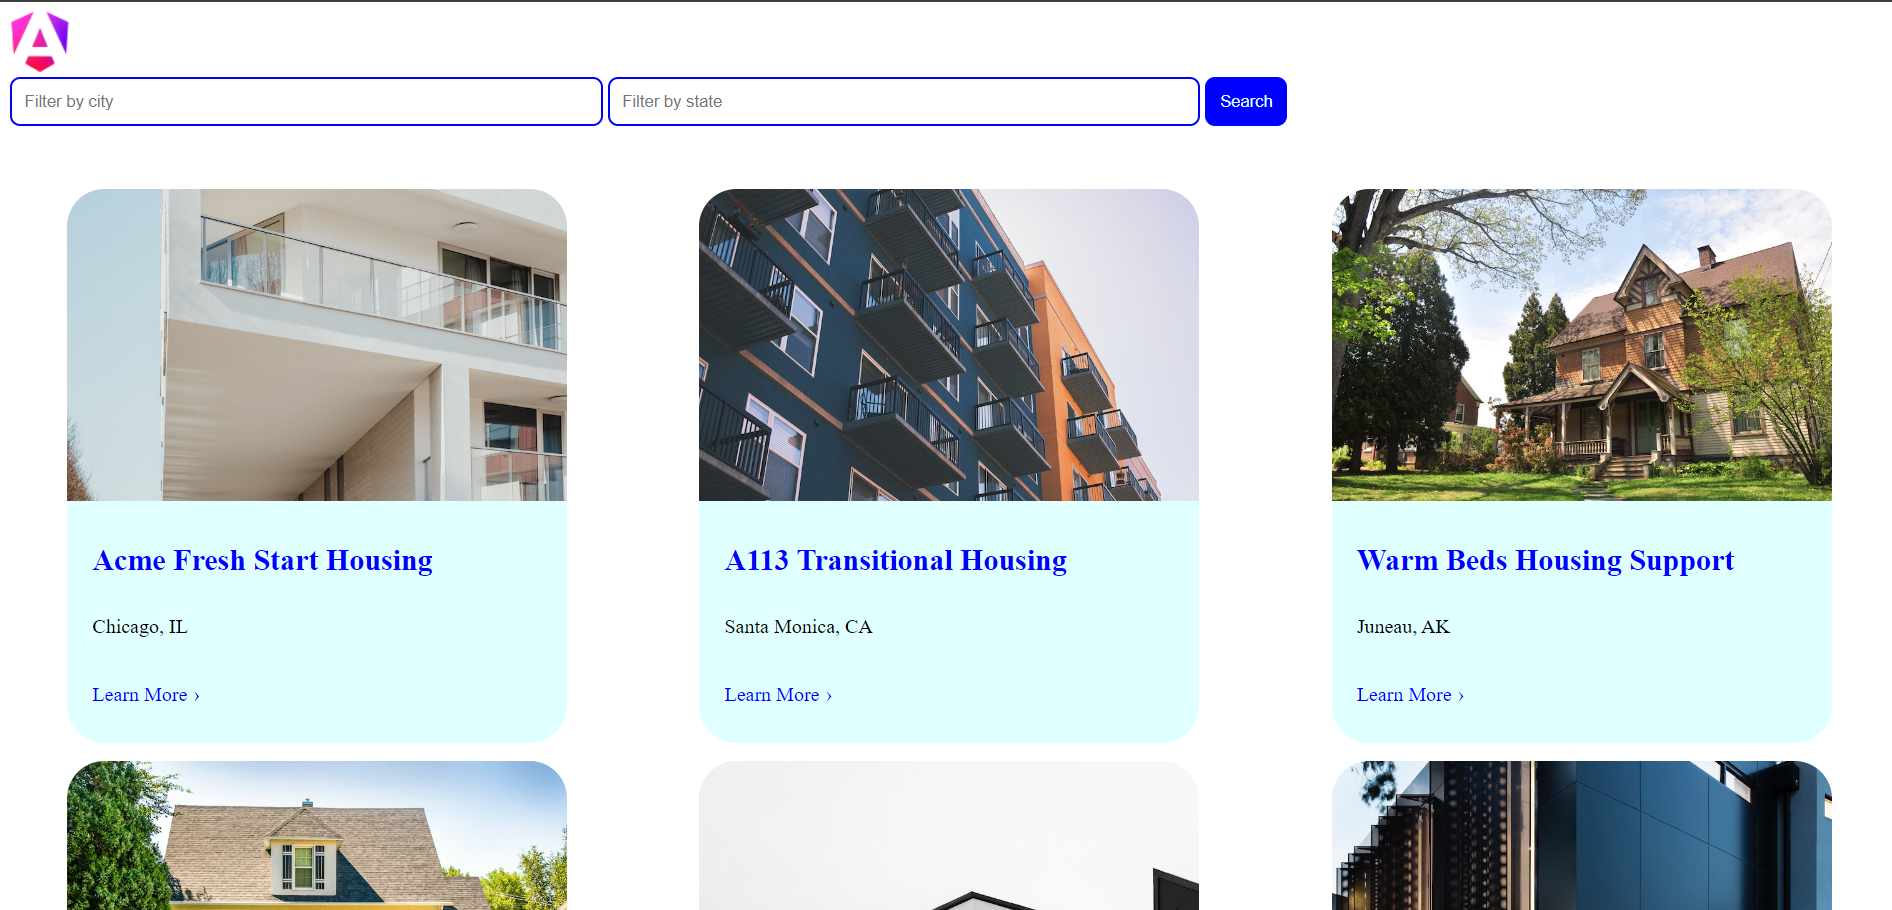 Filter by city
Filter by state
Search
Acme Fresh Start Housing
Chicago, IL
Learn More ›
A113 Transitional Housing
Santa Monica, CA
Learn More ›
Warm Beds Housing Support
Juneau, AK
Learn More ›